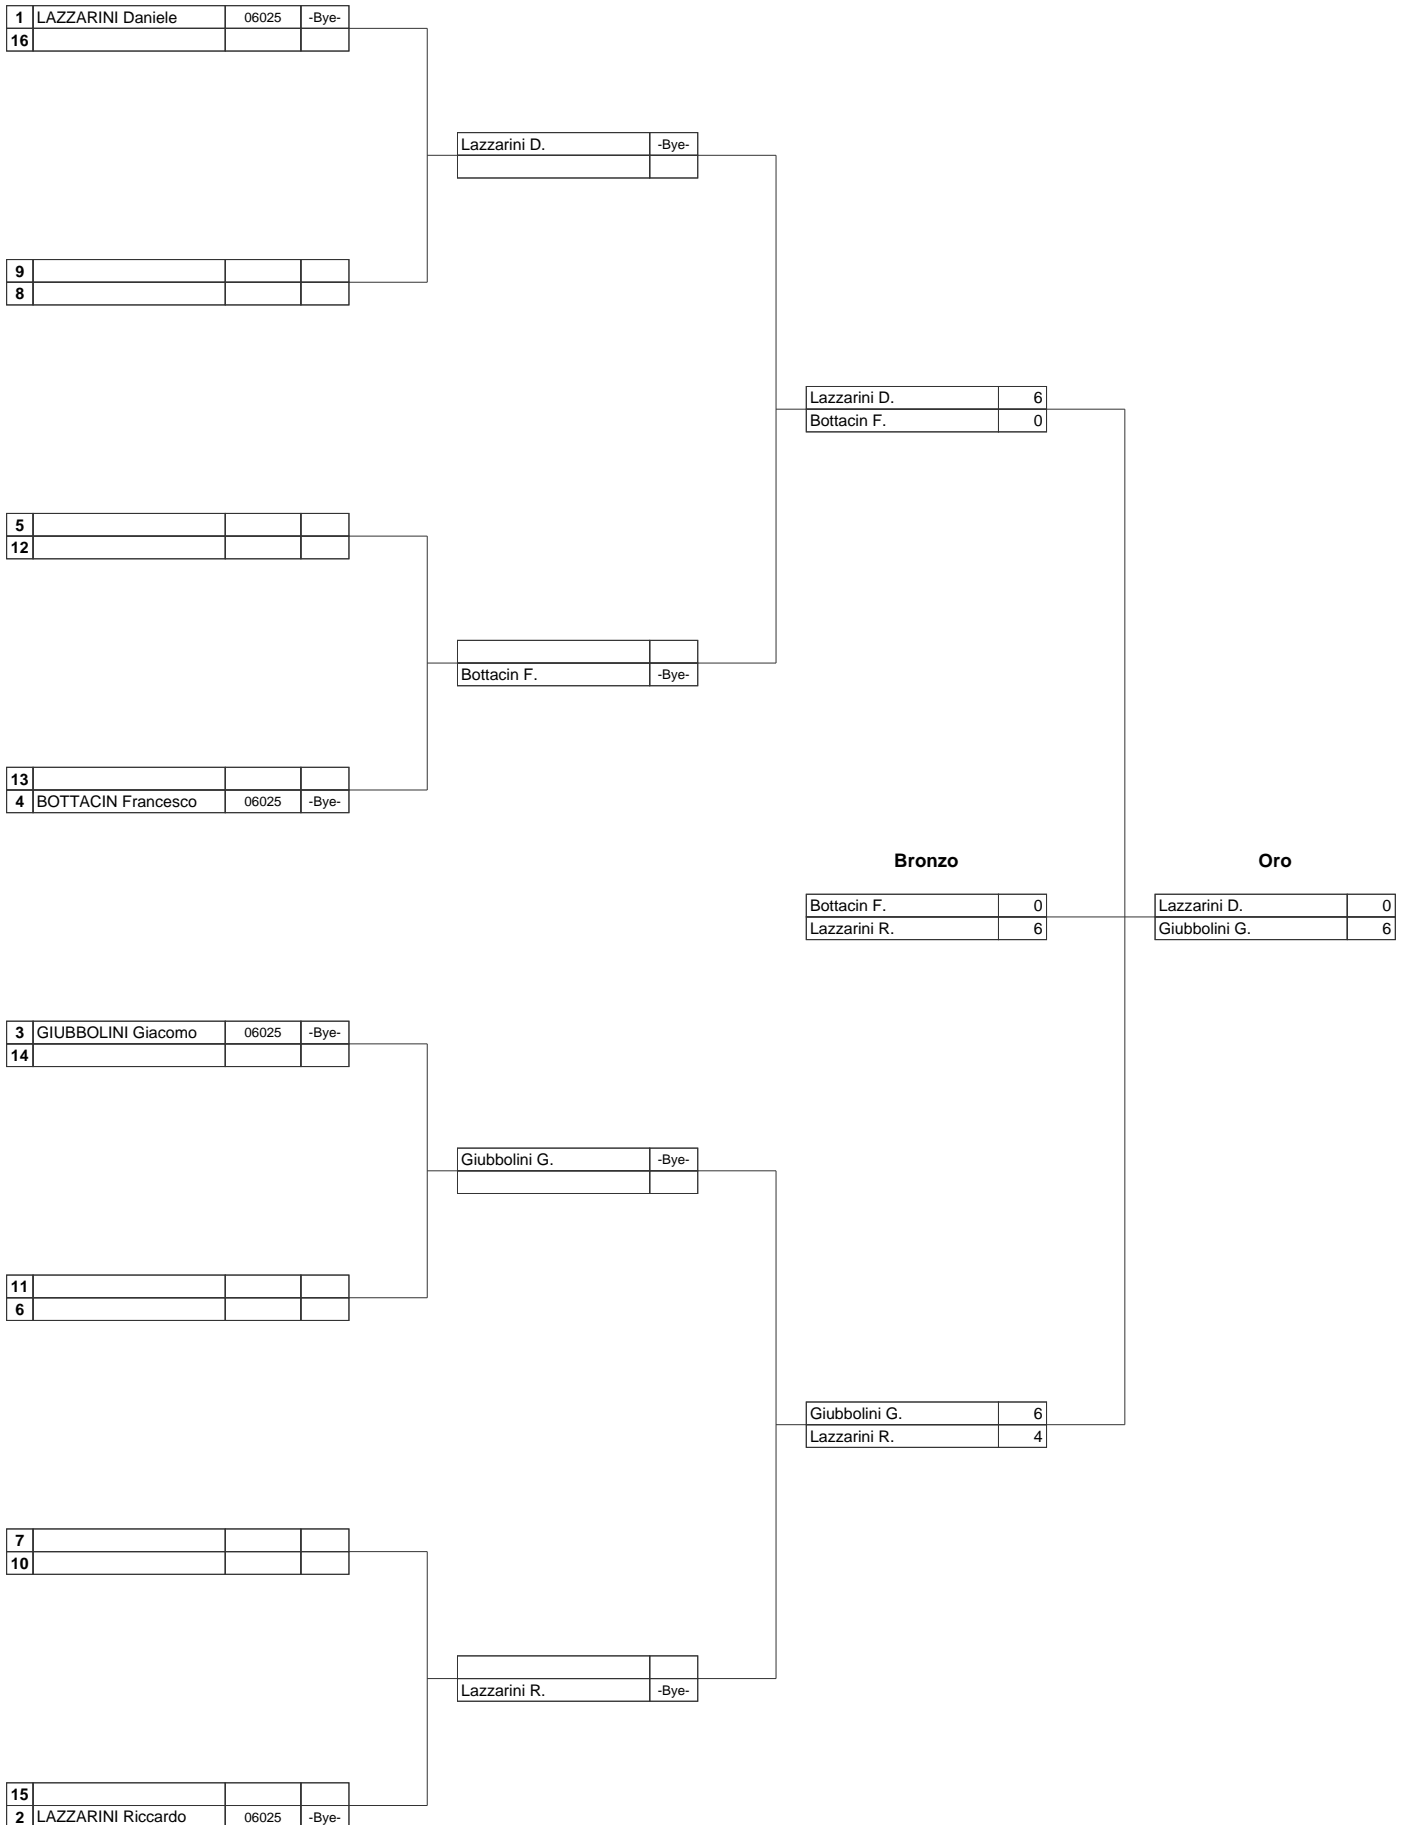 1 LAZZARINI Daniele 06025 -Bye-
16
Lazzarini D. -Bye-
9
8
Lazzarini D. 6
Bottacin F. 0
5
12
Bottacin F. -Bye-
13
4 BOTTACIN Francesco 06025 -Bye-
Bronzo Oro
Bottacin F. 0 Lazzarini D. 0
Lazzarini R. 6 Giubbolini G. 6
3 GIUBBOLINI Giacomo 06025 -Bye-
14
Giubbolini G. -Bye-
11
6
Giubbolini G. 6
Lazzarini R. 4
7
10
Lazzarini R. -Bye-
15
2 LAZZARINI Riccardo 06025 -Bye-